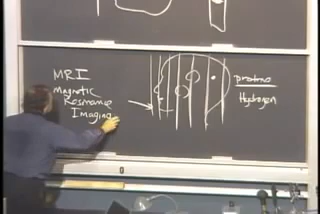 MRI
Magnetic
Resonance
Imaging
protons
Hydrogen